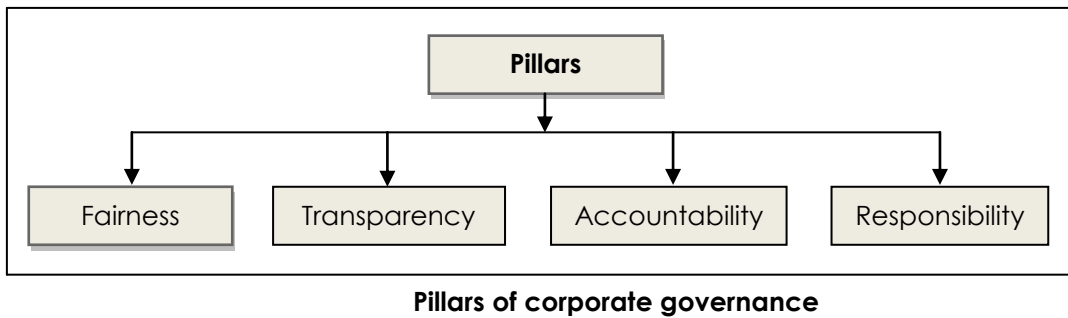 Pillars
Fairness Transparency Accountability Responsibility
Pillars of corporate governance